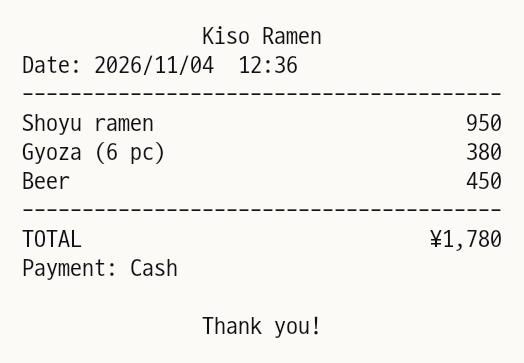 Kiso Ramen
Date: 2026/11/04  12:36
----------------------------------------
Shoyu ramen 950
Gyoza (6 pc) 380
Beer 450
----------------------------------------
TOTAL ¥1,780
Payment: Cash
Thank you!